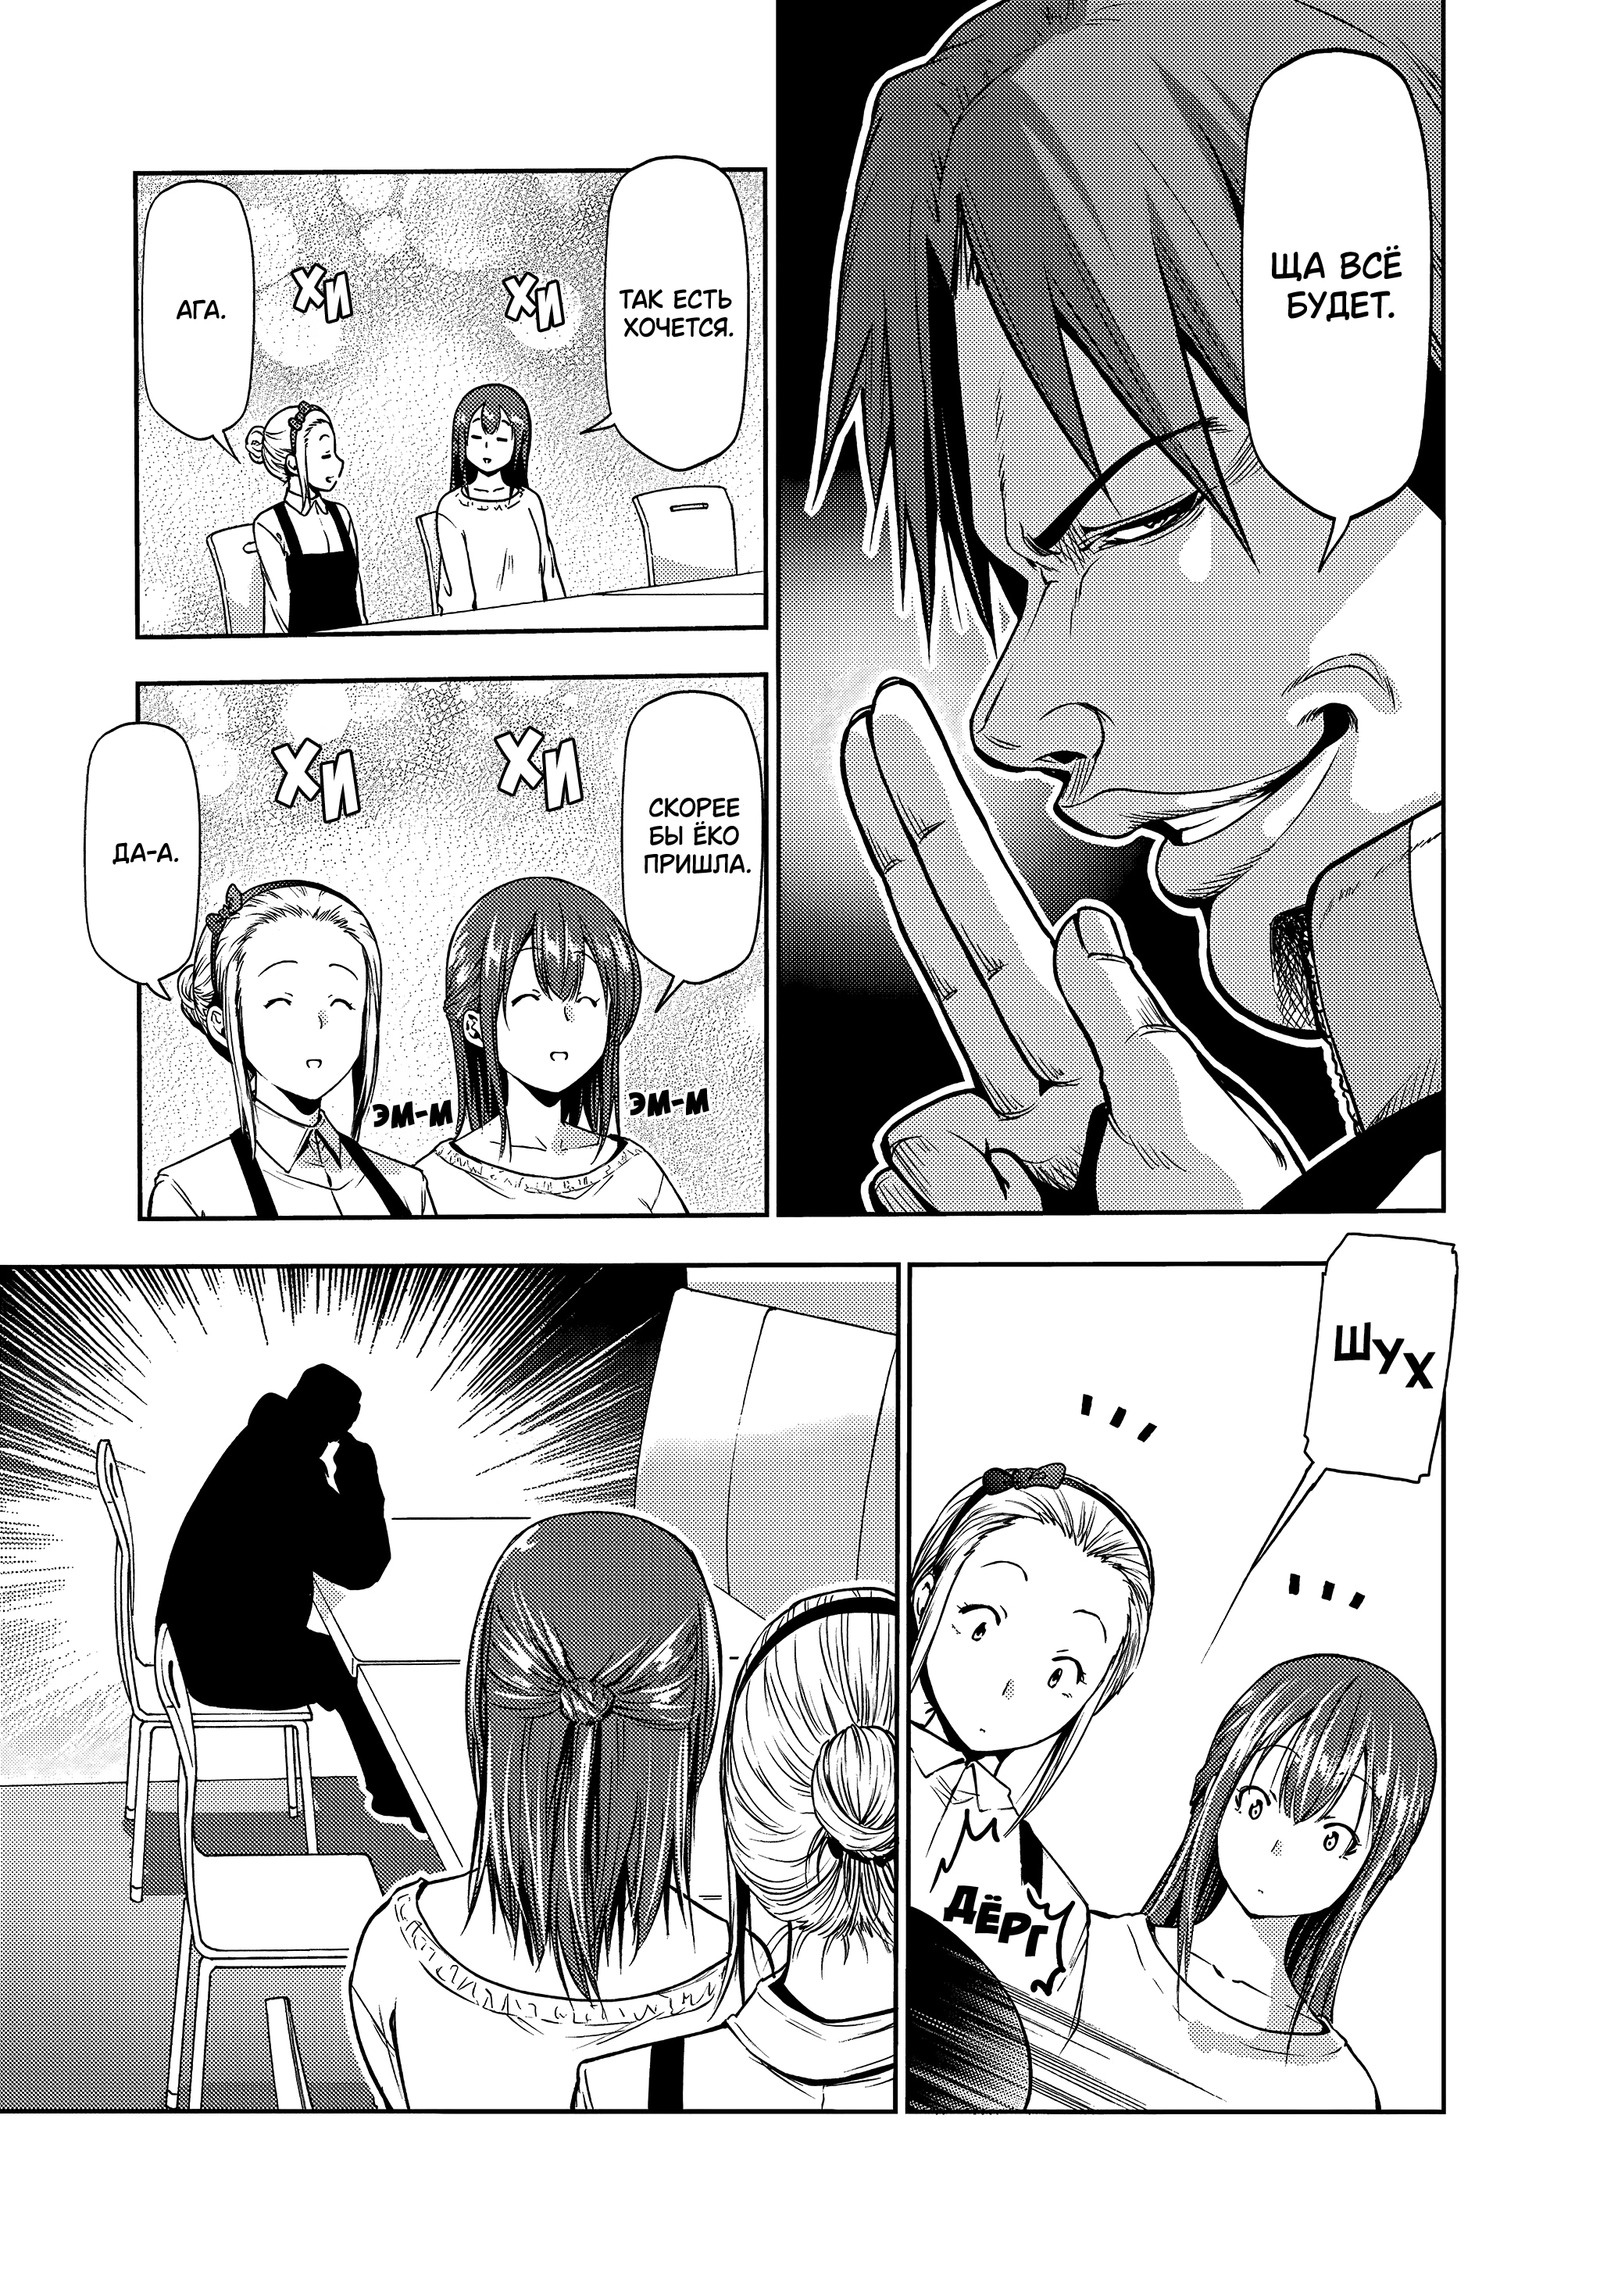 ЩА ВСЁ
БУДЕТ.
ТАК ЕСТЬ
ХОЧЕТСЯ.
ХИ
ХИ
АГА.
СКОРЕЕ
БЫ ЁКО
ПРИШЛА.
ХИ
ХИ
ДА-А.
ЭМ-М
ЭМ-М
ШУХ
ДЁРГ